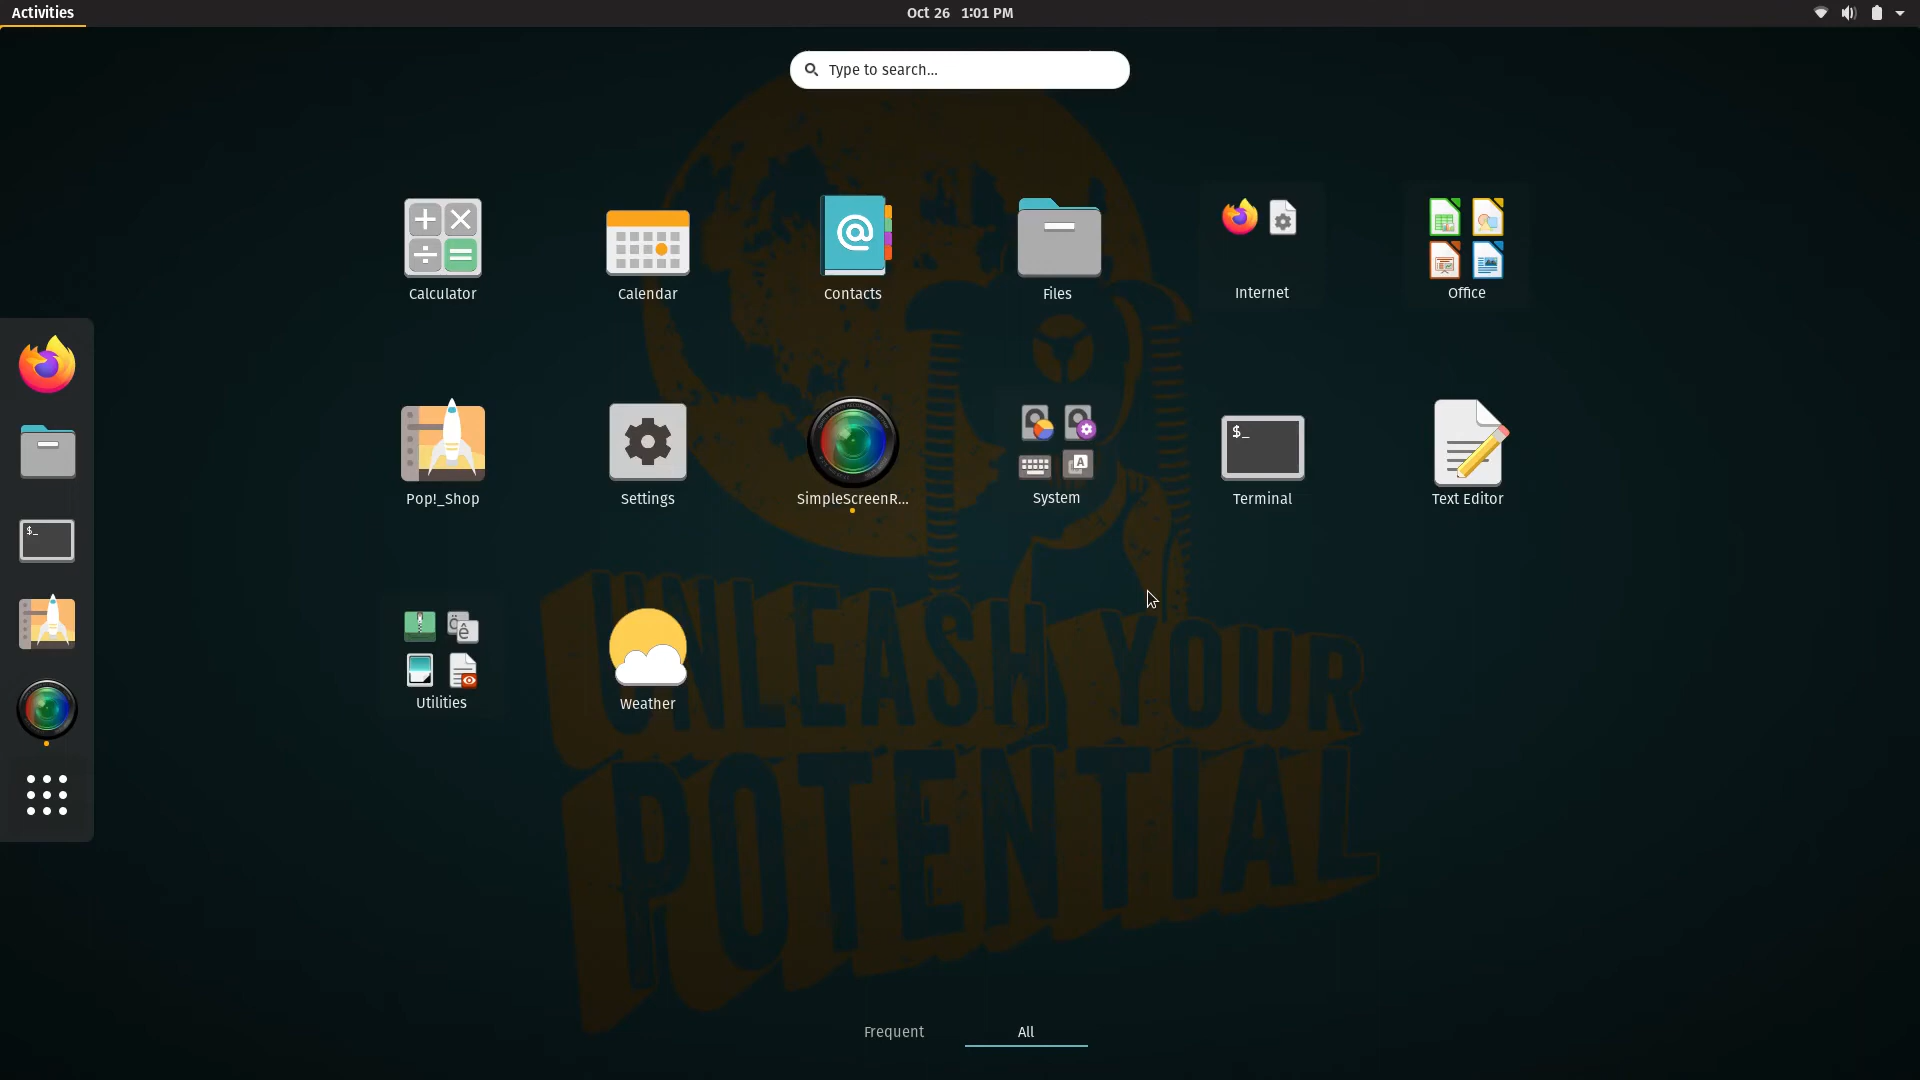 Activities
Oct 26 1:01 PM
Type to search...
Calculator
Calendar
Contacts
Files
Internet
Office
Pop!_Shop
Settings
SimpleScreenR...
System
Terminal
Text Editor
Utilities
Weather
UNLEASH YOUR
POTENTIAL
Frequent
All